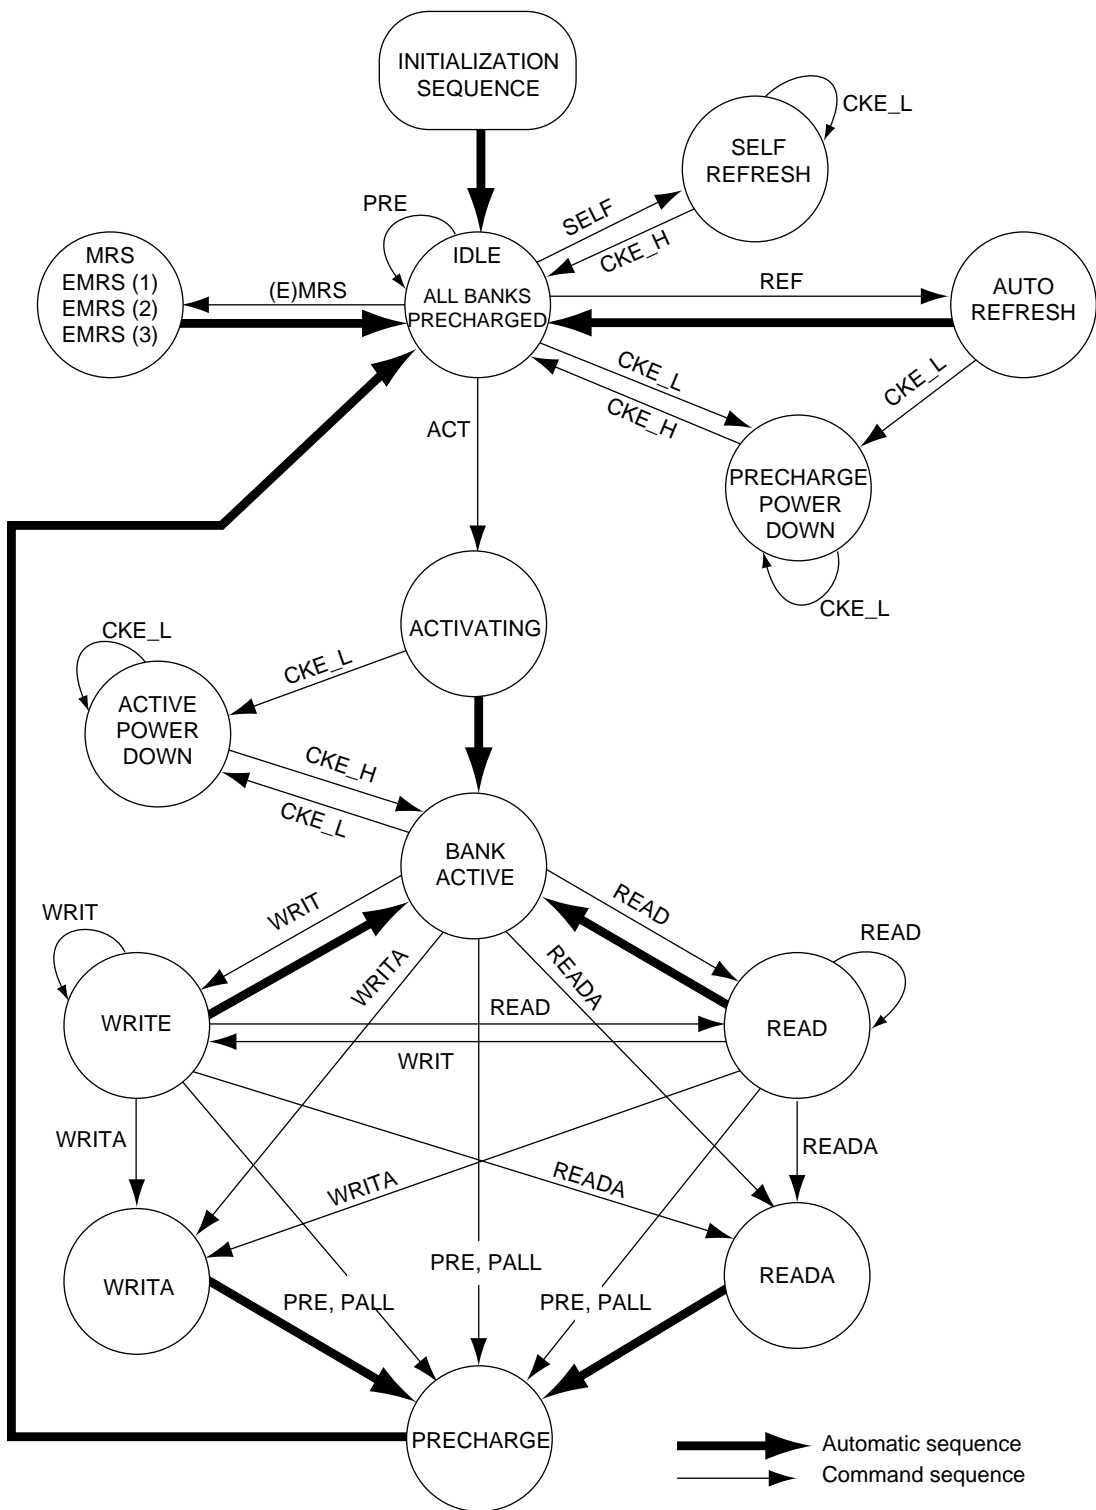 INITIALIZATION
SEQUENCE
CKE_L
SELF
REFRESH
PRE
SELF
CKE_H
IDLE
ALL BANKS
PRECHARGED
MRS
EMRS (1)
EMRS (2)
EMRS (3)
(E)MRS
REF
AUTO
REFRESH
CKE_L
CKE_H
CKE_L
ACT
PRECHARGE
POWER
DOWN
CKE_L
ACTIVATING
CKE_L
CKE_L
ACTIVE
POWER
DOWN
CKE_H
CKE_L
BANK
ACTIVE
WRIT
WRIT
READ
READ
WRITA
READA
WRITE
READ
WRIT
READ
WRITA
READA
WRITA
READA
WRITA
PRE, PALL
PRE, PALL
PRE, PALL
READA
PRECHARGE
Automatic sequence
Command sequence